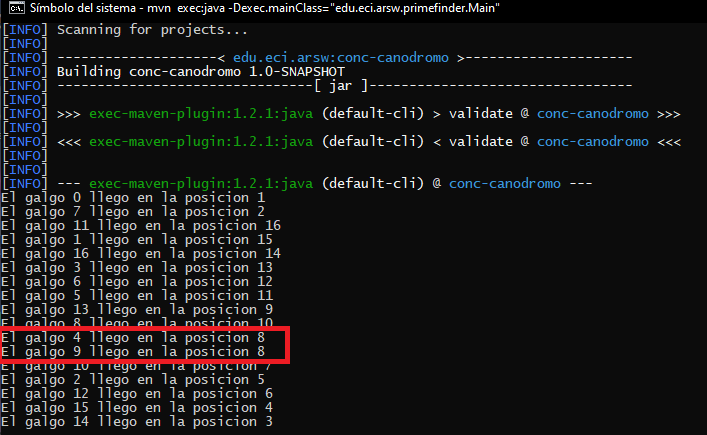 Símbolo del sistema - mvn exec:java -Dexec.mainClass="edu.eci.arsw.primefinder.Main"
[INFO] Scanning for projects...
[INFO]
[INFO] -------------------< edu.eci.arsw:conc-canodromo >--------------------
[INFO] Building conc-canodromo 1.0-SNAPSHOT
[INFO] --------------------------------[ jar ]---------------------------------
[INFO]
[INFO] >>> exec-maven-plugin:1.2.1:java (default-cli) > validate @ conc-canodromo >>>
[INFO]
[INFO] <<< exec-maven-plugin:1.2.1:java (default-cli) < validate @ conc-canodromo <<<
[INFO]
[INFO]
[INFO] --- exec-maven-plugin:1.2.1:java (default-cli) @ conc-canodromo ---
El galgo 0 llego en la posicion 1
El galgo 7 llego en la posicion 2
El galgo 11 llego en la posicion 16
El galgo 1 llego en la posicion 15
El galgo 16 llego en la posicion 14
El galgo 3 llego en la posicion 13
El galgo 6 llego en la posicion 12
El galgo 5 llego en la posicion 11
El galgo 13 llego en la posicion 9
El galgo 8 llego en la posicion 10
El galgo 4 llego en la posicion 8
El galgo 9 llego en la posicion 8
El galgo 10 llego en la posicion 7
El galgo 2 llego en la posicion 5
El galgo 12 llego en la posicion 6
El galgo 15 llego en la posicion 4
El galgo 14 llego en la posicion 3